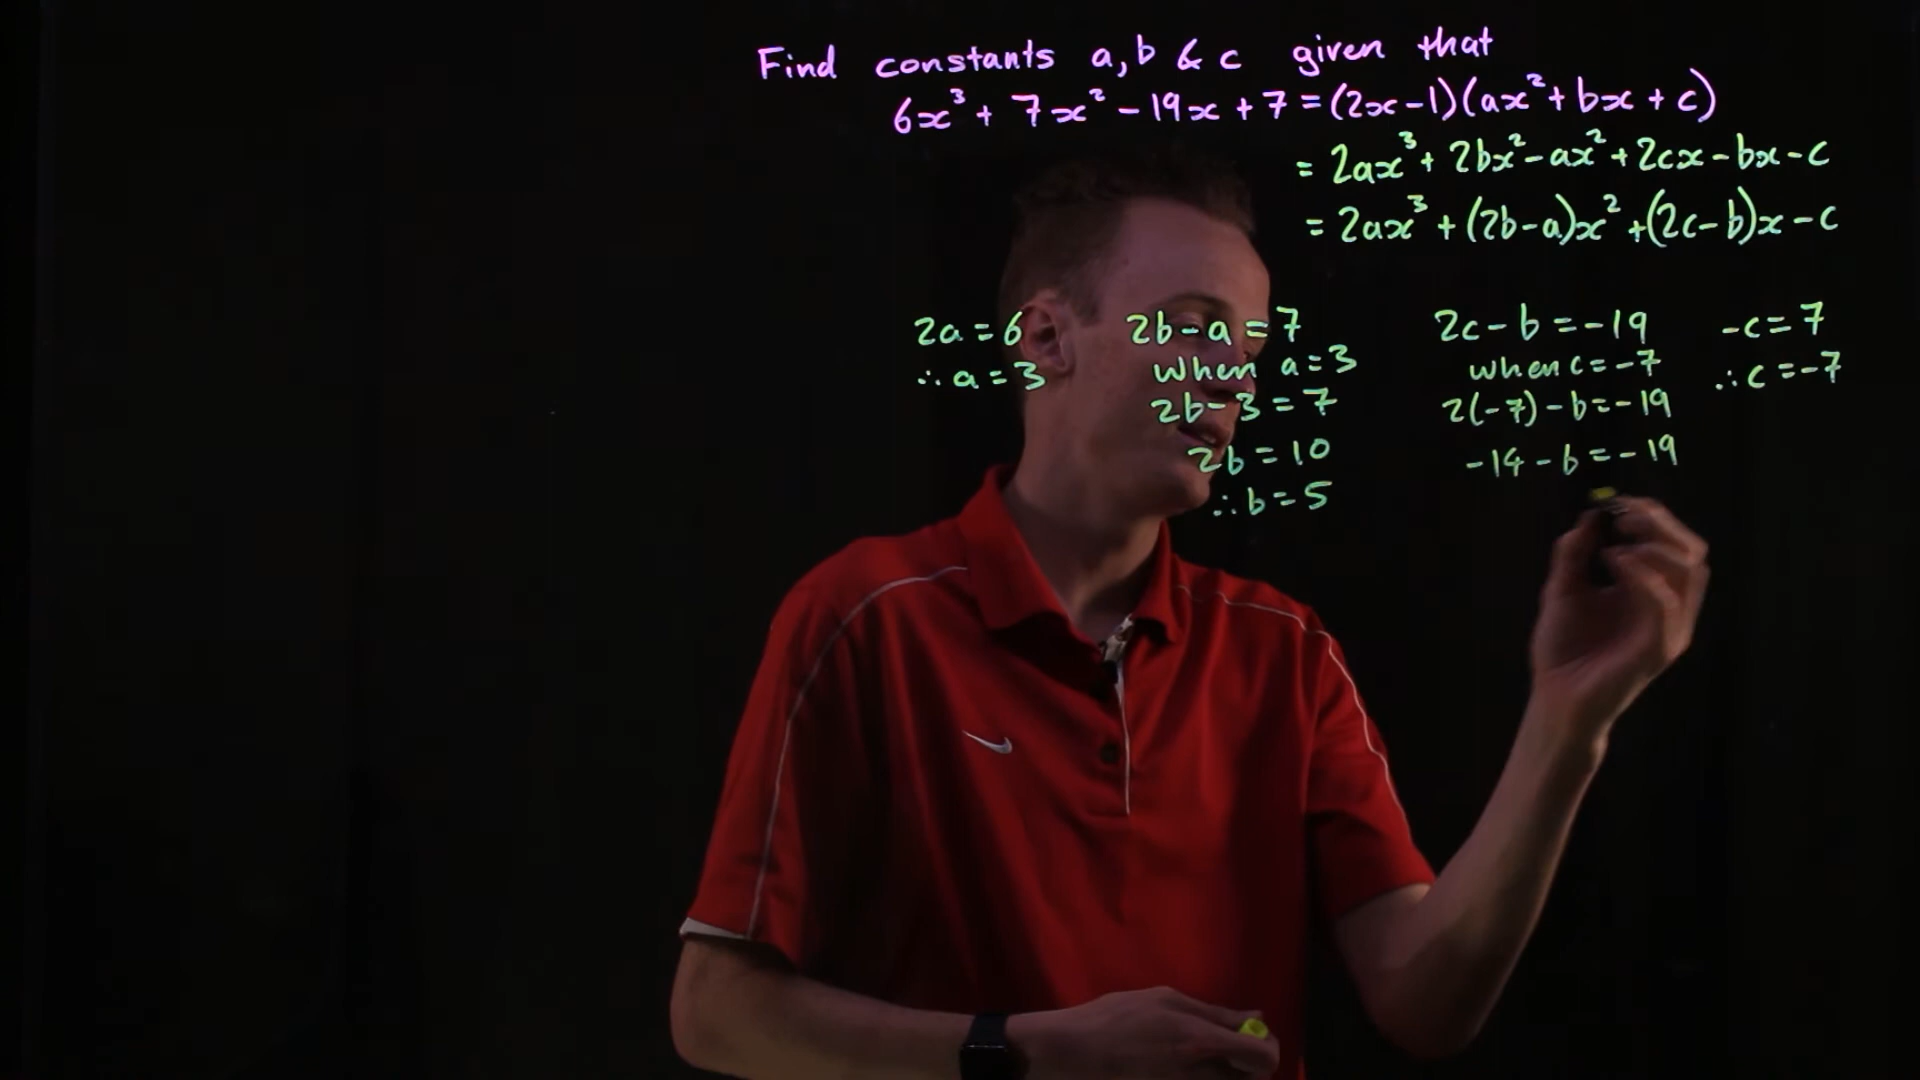 Find constants a, b & c given that
6x³ + 7x² - 19x + 7 = (2x-1)(ax² + bx + c)
= 2ax³ + 2bx² - ax² + 2cx - bx - c
= 2ax³ + (2b-a)x² + (2c-b)x - c
2a = 6
∴ a = 3
2b - a = 7
when a = 3
2b - 3 = 7
2b = 10
∴ b = 5
2c - b = -19
when c = -7
2(-7) - b = -19
-14 - b = -19
-c = 7
∴ c = -7